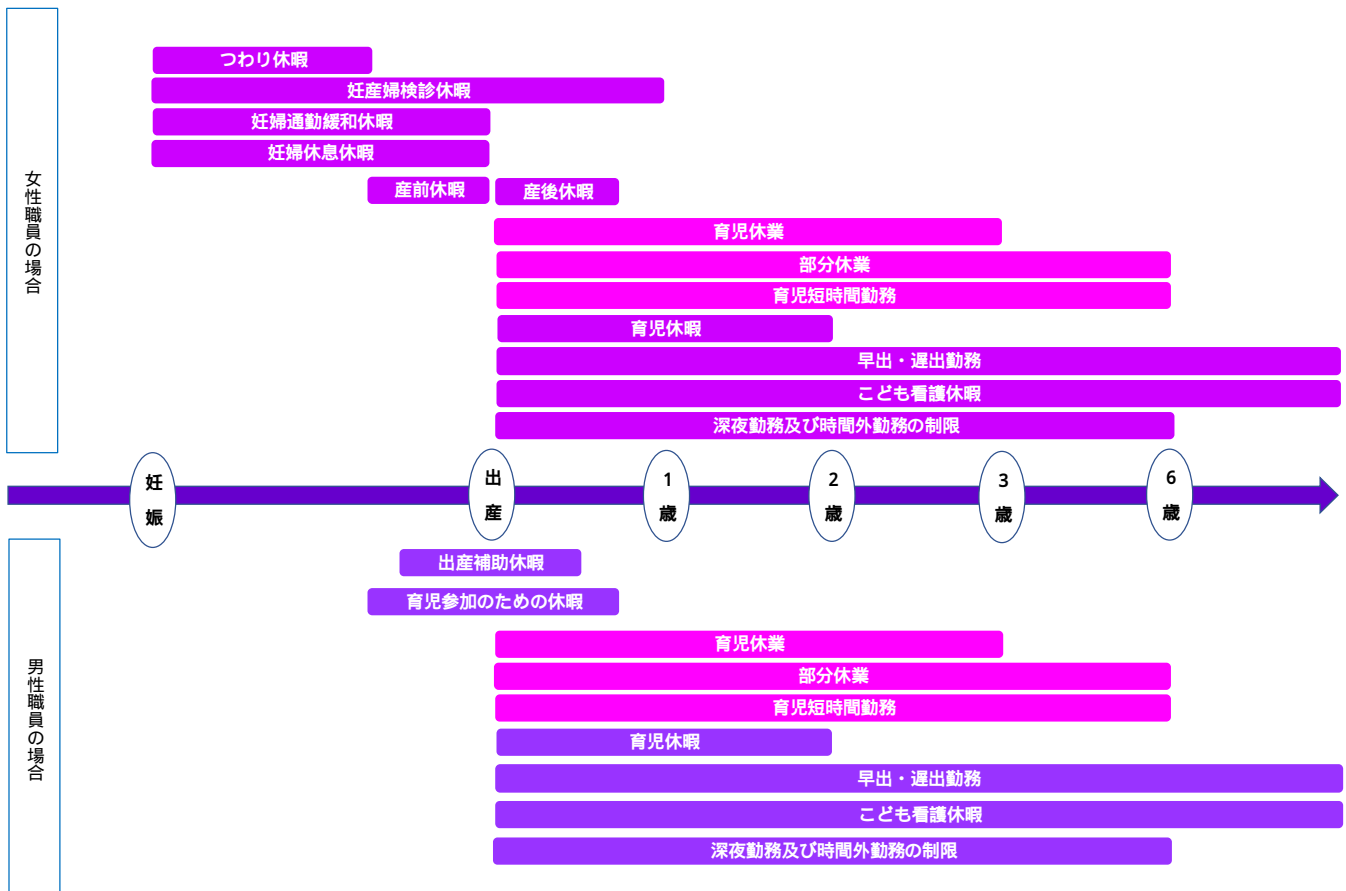 女性職員の場合
つわり休暇
妊産婦検診休暇
妊婦通勤緩和休暇
妊婦休息休暇
産前休暇
産後休暇
育児休業
部分休業
育児短時間勤務
育児休暇
早出・遅出勤務
こども看護休暇
深夜勤務及び時間外勤務の制限
妊娠
出産
1歳
2歳
3歳
6歳
男性職員の場合
出産補助休暇
育児参加のための休暇
育児休業
部分休業
育児短時間勤務
育児休暇
早出・遅出勤務
こども看護休暇
深夜勤務及び時間外勤務の制限